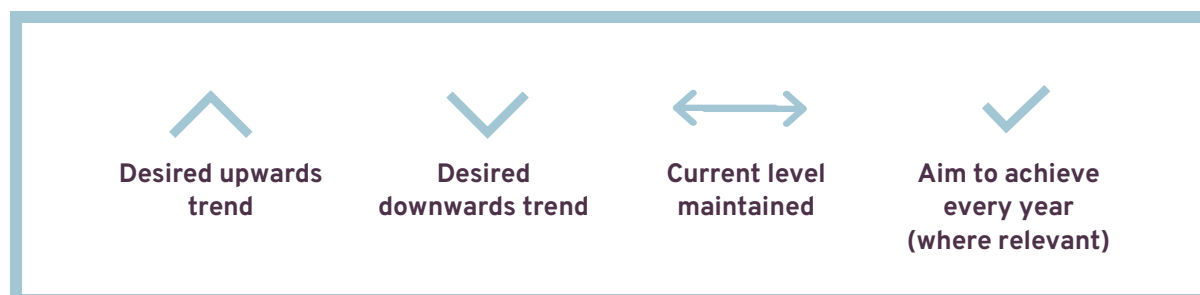 Desired upwards
trend
Desired
downwards trend
Current level
maintained
Aim to achieve
every year
(where relevant)